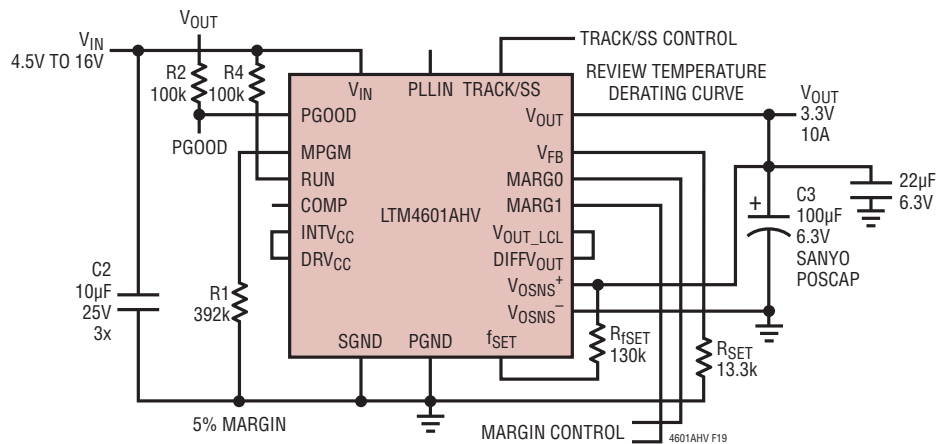 VOUT
VIN
4.5V TO 16V
R2
100k
R4
100k
PGOOD
TRACK/SS CONTROL
REVIEW TEMPERATURE
DERATING CURVE
VIN
PLLIN
TRACK/SS
PGOOD
MPGM
RUN
COMP
INTVCC
DRVCC
LTM4601AHV
VOUT
VFB
MARG0
MARG1
VOUT_LCL
DIFFVOUT
VOSNS+
VOSNS–
SGND
PGND
fSET
VOUT
3.3V
10A
22µF
6.3V
+
C3
100µF
6.3V
SANYO
POSCAP
C2
10µF
25V
3x
R1
392k
RfSET
130k
RSET
13.3k
5% MARGIN
MARGIN CONTROL
4601AHV F19